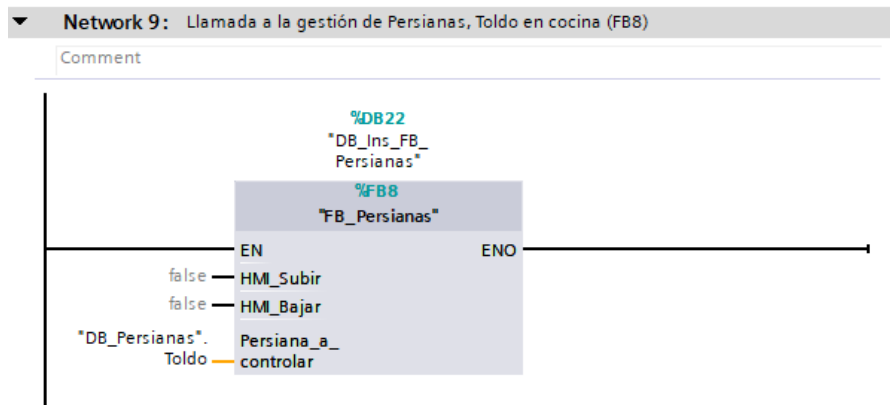 Network 9: Llamada a la gestión de Persianas, Toldo en cocina (FB8)
Comment
%DB22
"DB_Ins_FB_
Persianas"
%FB8
"FB_Persianas"
EN ENO
false HMI_Subir
false HMI_Bajar
"DB_Persianas". Persiana_a_
Toldo controlar